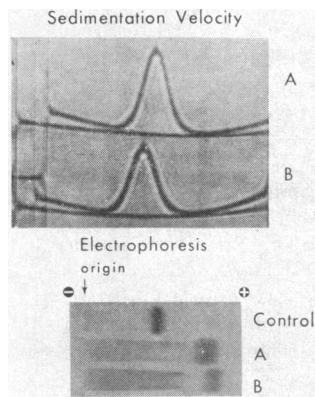 Sedimentation Velocity
A
B
Electrophoresis
origin
↓
⊖ ⊕
Control
A
B